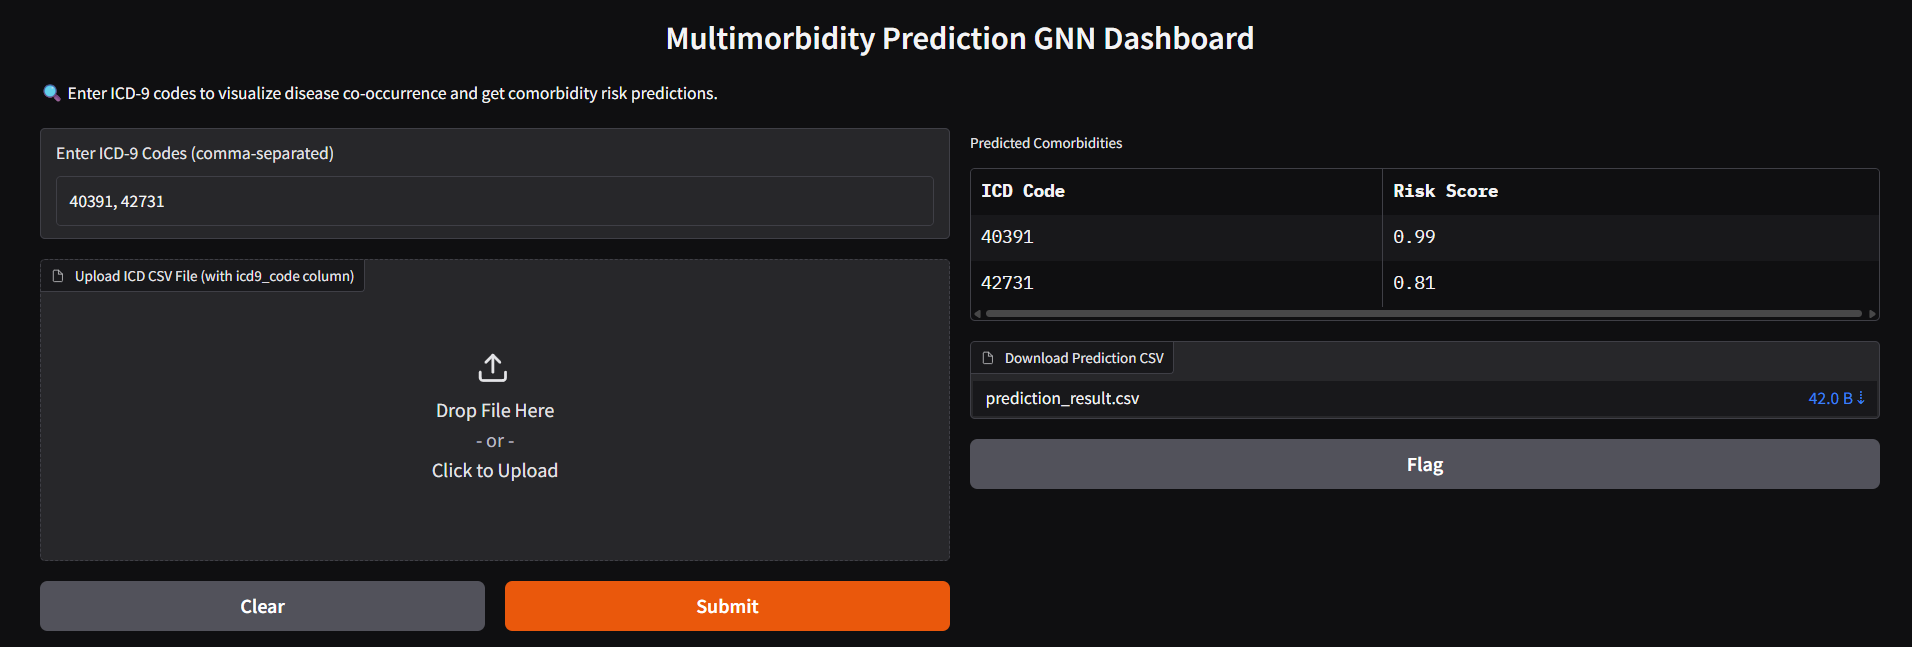 Multimorbidity Prediction GNN Dashboard
Enter ICD-9 codes to visualize disease co-occurrence and get comorbidity risk predictions.
Enter ICD-9 Codes (comma-separated)
40391, 42731
Upload ICD CSV File (with icd9_code column)
Drop File Here
- or -
Click to Upload
Clear
Submit
Predicted Comorbidities
ICD Code Risk Score
40391 0.99
42731 0.81
Download Prediction CSV
prediction_result.csv 42.0 B ⇣
Flag